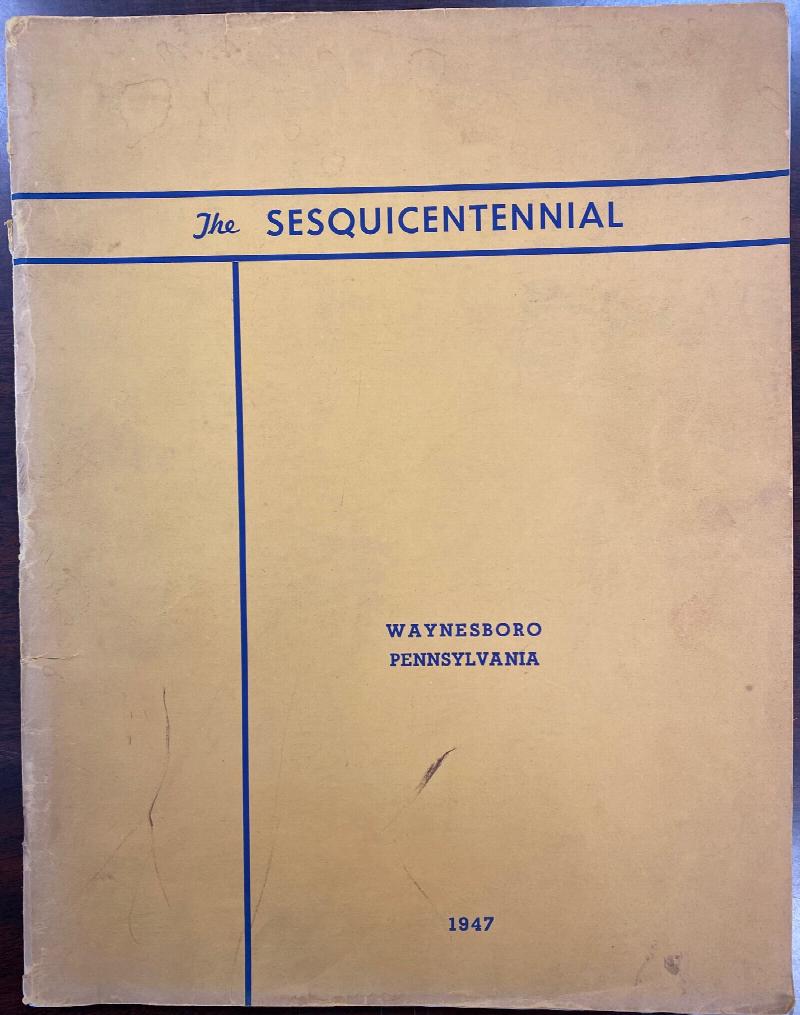 The SESQUICENTENNIAL
WAYNESBORO
PENNSYLVANIA
1947